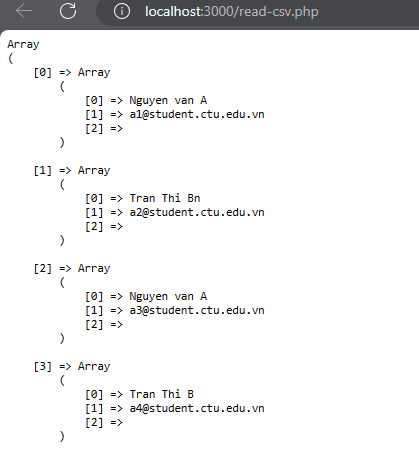 localhost:3000/read-csv.php
Array
(
    [0] => Array
        (
            [0] => Nguyen van A
            [1] => a1@student.ctu.edu.vn
            [2] =>
        )

    [1] => Array
        (
            [0] => Tran Thi Bn
            [1] => a2@student.ctu.edu.vn
            [2] =>
        )

    [2] => Array
        (
            [0] => Nguyen van A
            [1] => a3@student.ctu.edu.vn
            [2] =>
        )

    [3] => Array
        (
            [0] => Tran Thi B
            [1] => a4@student.ctu.edu.vn
            [2] =>
        )